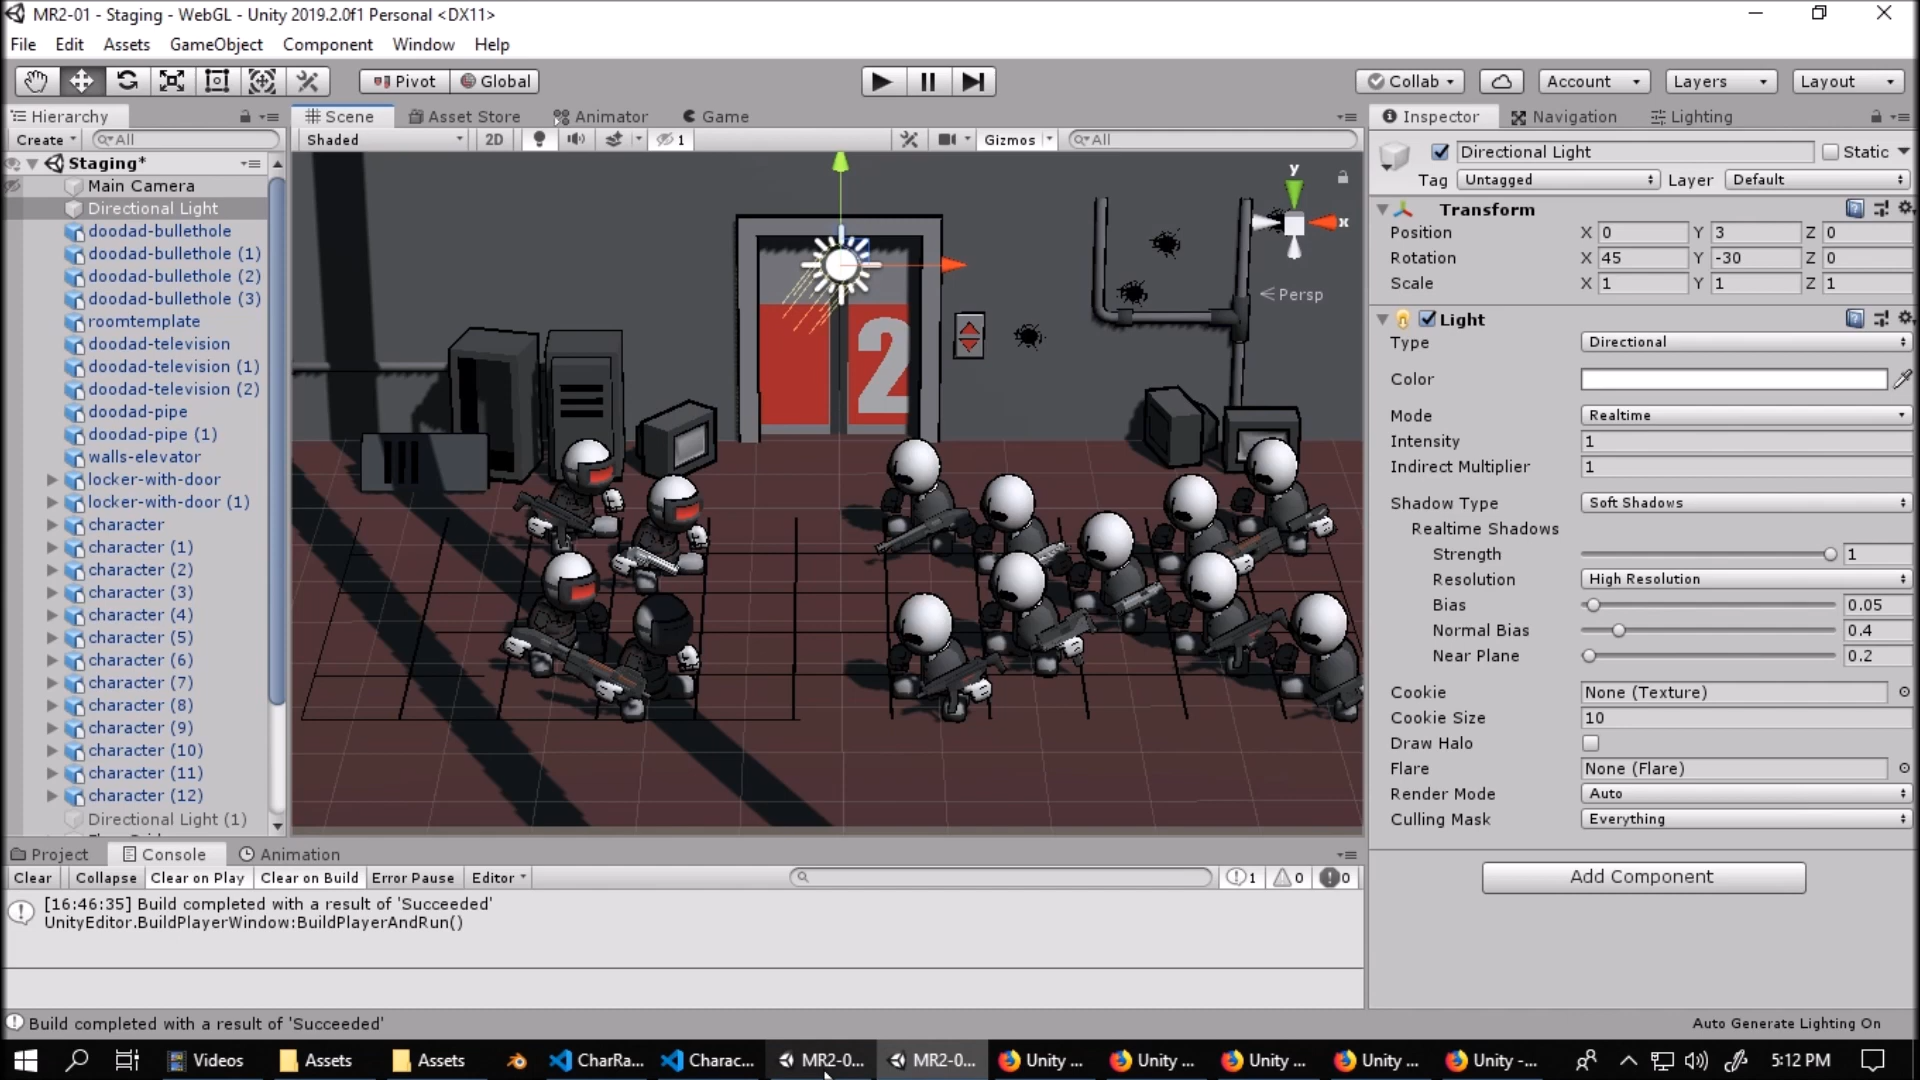 MR2-01 - Staging - WebGL - Unity 2019.2.0f1 Personal <DX11>
File Edit Assets GameObject Component Window Help
Pivot Global Collab Account Layers Layout
Hierarchy Scene Asset Store Animator Game Inspector Navigation Lighting
Create All Shaded 2D 1 Gizmos All
Staging*
Main Camera
Directional Light
doodad-bullethole
doodad-bullethole (1)
doodad-bullethole (2)
doodad-bullethole (3)
roomtemplate
doodad-television
doodad-television (1)
doodad-television (2)
doodad-pipe
doodad-pipe (1)
walls-elevator
locker-with-door
locker-with-door (1)
character
character (1)
character (2)
character (3)
character (4)
character (5)
character (6)
character (7)
character (8)
character (9)
character (10)
character (11)
character (12)
Directional Light (1)
y
x
Persp
2
Directional Light Static
Tag Untagged Layer Default
Transform
Position X 0 Y 3 Z 0
Rotation X 45 Y -30 Z 0
Scale X 1 Y 1 Z 1
Light
Type Directional
Color
Mode Realtime
Intensity 1
Indirect Multiplier 1
Shadow Type Soft Shadows
Realtime Shadows
Strength 1
Resolution High Resolution
Bias 0.05
Normal Bias 0.4
Near Plane 0.2
Cookie None (Texture)
Cookie Size 10
Draw Halo
Flare None (Flare)
Render Mode Auto
Culling Mask Everything
Add Component
Project Console Animation
Clear Collapse Clear on Play Clear on Build Error Pause Editor 1 0 0
[16:46:35] Build completed with a result of 'Succeeded'
UnityEditor.BuildPlayerWindow:BuildPlayerAndRun()
Build completed with a result of 'Succeeded' Auto Generate Lighting On
Videos Assets Assets CharRa... Charac... MR2-0... MR2-0... Unity ... Unity ... Unity ... Unity ... Unity -... 5:12 PM